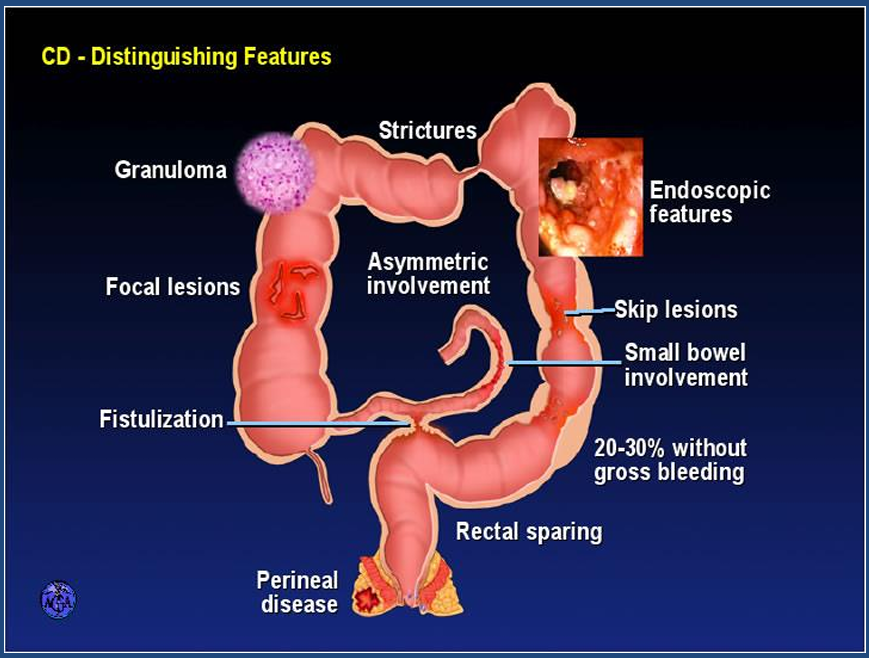 CD - Distinguishing Features
Strictures
Granuloma
Endoscopic
features
Asymmetric
involvement
Focal lesions
Skip lesions
Small bowel
involvement
Fistulization
20-30% without
gross bleeding
Rectal sparing
Perineal
disease
AGA